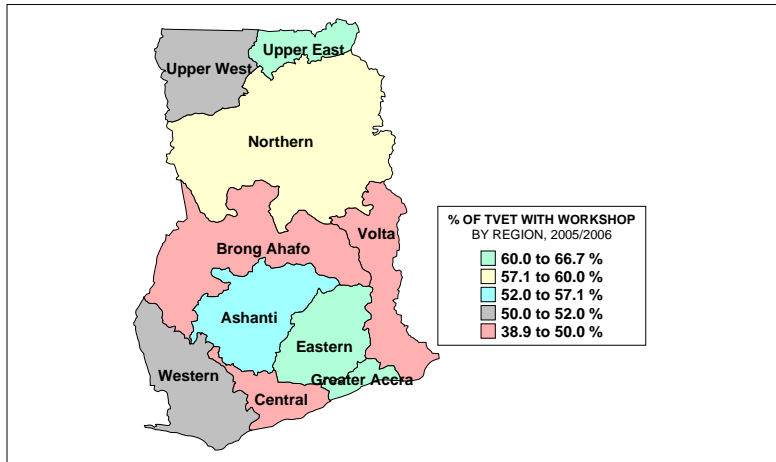 Upper East
Upper West
Northern
Volta
Brong Ahafo
Ashanti
Eastern
Western
Greater Accra
Central
% OF TVET WITH WORKSHOP
BY REGION, 2005/2006
60.0 to 66.7 %
57.1 to 60.0 %
52.0 to 57.1 %
50.0 to 52.0 %
38.9 to 50.0 %